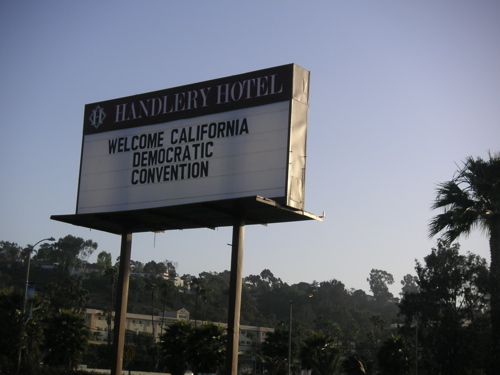 HANDLERY HOTEL
WELCOME CALIFORNIA
DEMOCRATIC
CONVENTION